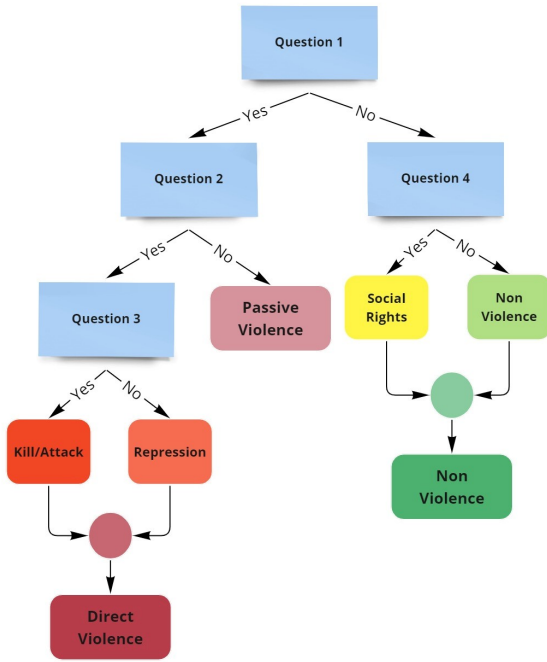 Question 1
Yes
No
Question 2
Question 4
Yes
No
Yes
No
Question 3
Passive
Violence
Social
Rights
Non
Violence
Yes
No
Kill/Attack
Repression
Non
Violence
Direct
Violence